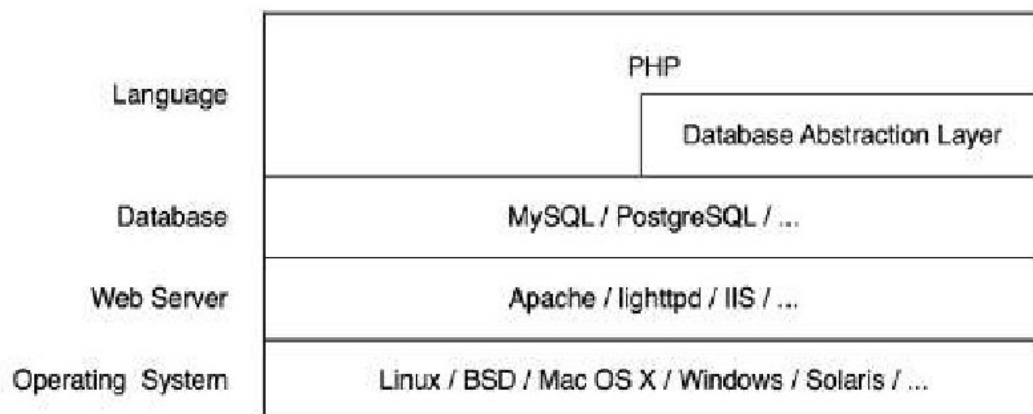 PHP
Language
Database Abstraction Layer
Database MySQL / PostgreSQL / ...
Web Server Apache / lighttpd / IIS / ...
Operating System Linux / BSD / Mac OS X / Windows / Solaris / ...